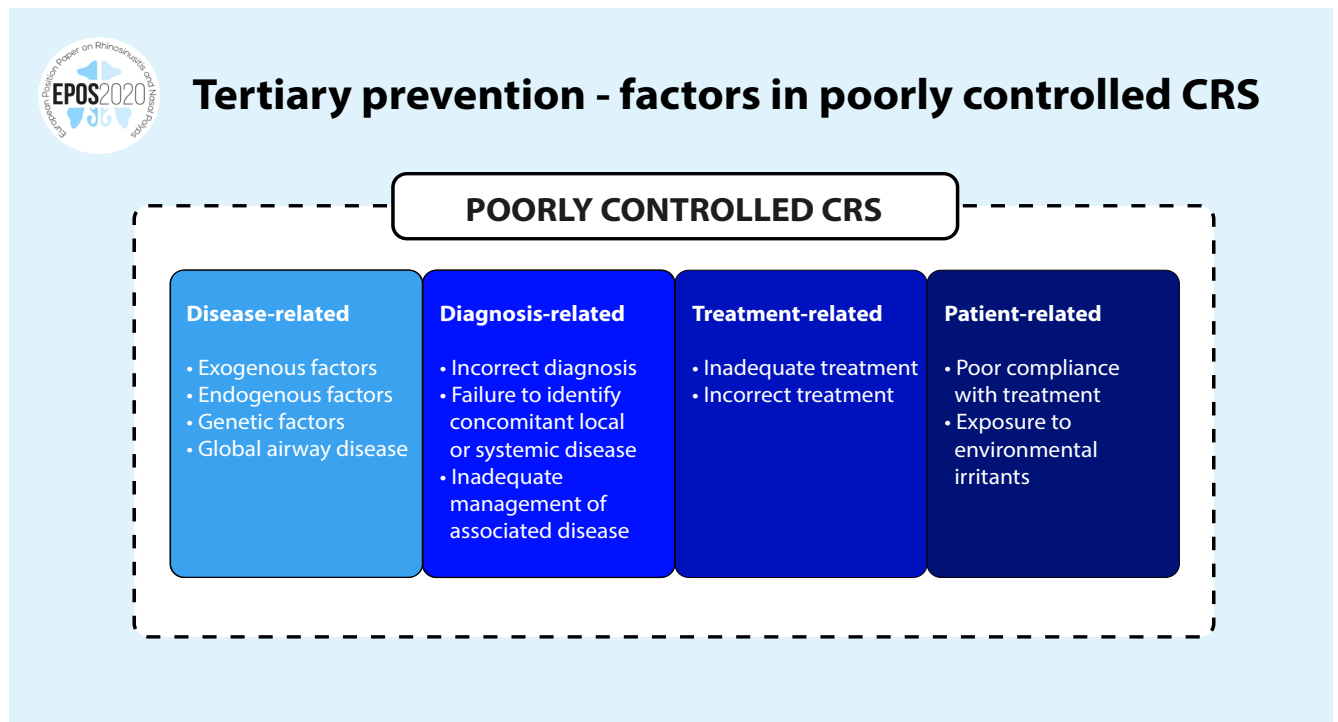 European Position Paper on Rhinosinusitis and Nasal Polyps
EPOS2020
Tertiary prevention - factors in poorly controlled CRS
POORLY CONTROLLED CRS
Disease-related
• Exogenous factors
• Endogenous factors
• Genetic factors
• Global airway disease
Diagnosis-related
• Incorrect diagnosis
• Failure to identify
concomitant local
or systemic disease
• Inadequate
management of
associated disease
Treatment-related
• Inadequate treatment
• Incorrect treatment
Patient-related
• Poor compliance
with treatment
• Exposure to
environmental
irritants